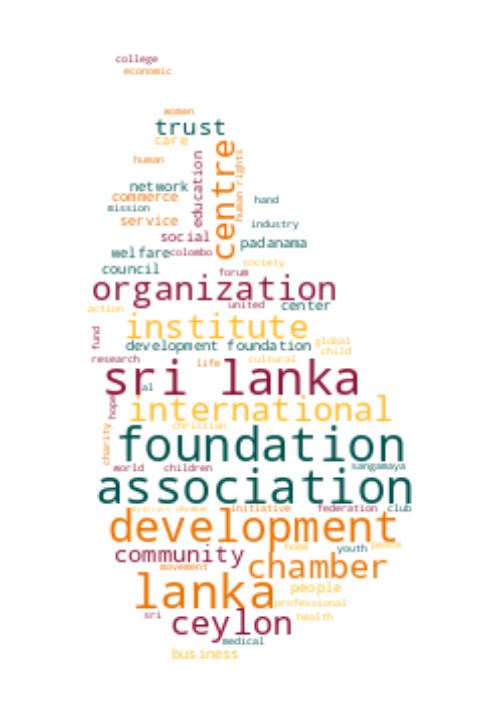 college
economic
women
trust
care
centre
human rights
education
human
network
commerce
hand
mission
service
industry
social
padanama
welfare
colombo
society
council
forum
organization
united
center
action
institute
fund
development foundation
global
child
research
life
cultural
sri lanka
al
hope
international
charity
christian
foundation
sangamaya
world
children
association
district chamber
initiative
federation
club
development
community
home
youth
peace
chamber
movement
lanka
people
professional
sri
ceylon
health
medical
business